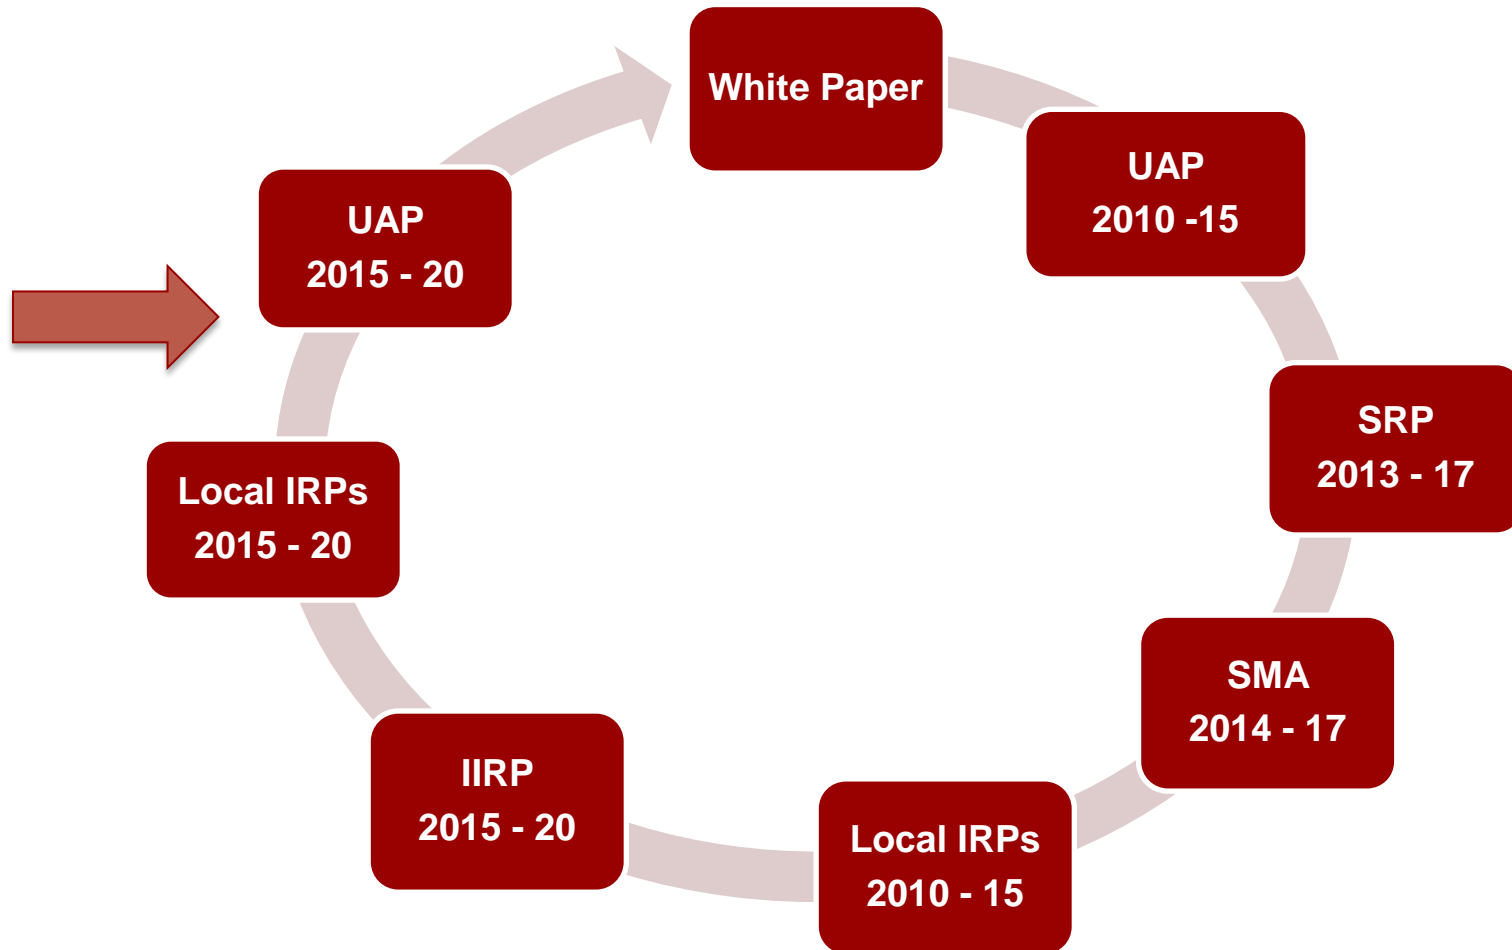 White Paper
UAP
2010 -15
SRP
2013 - 17
SMA
2014 - 17
Local IRPs
2010 - 15
IIRP
2015 - 20
Local IRPs
2015 - 20
UAP
2015 - 20